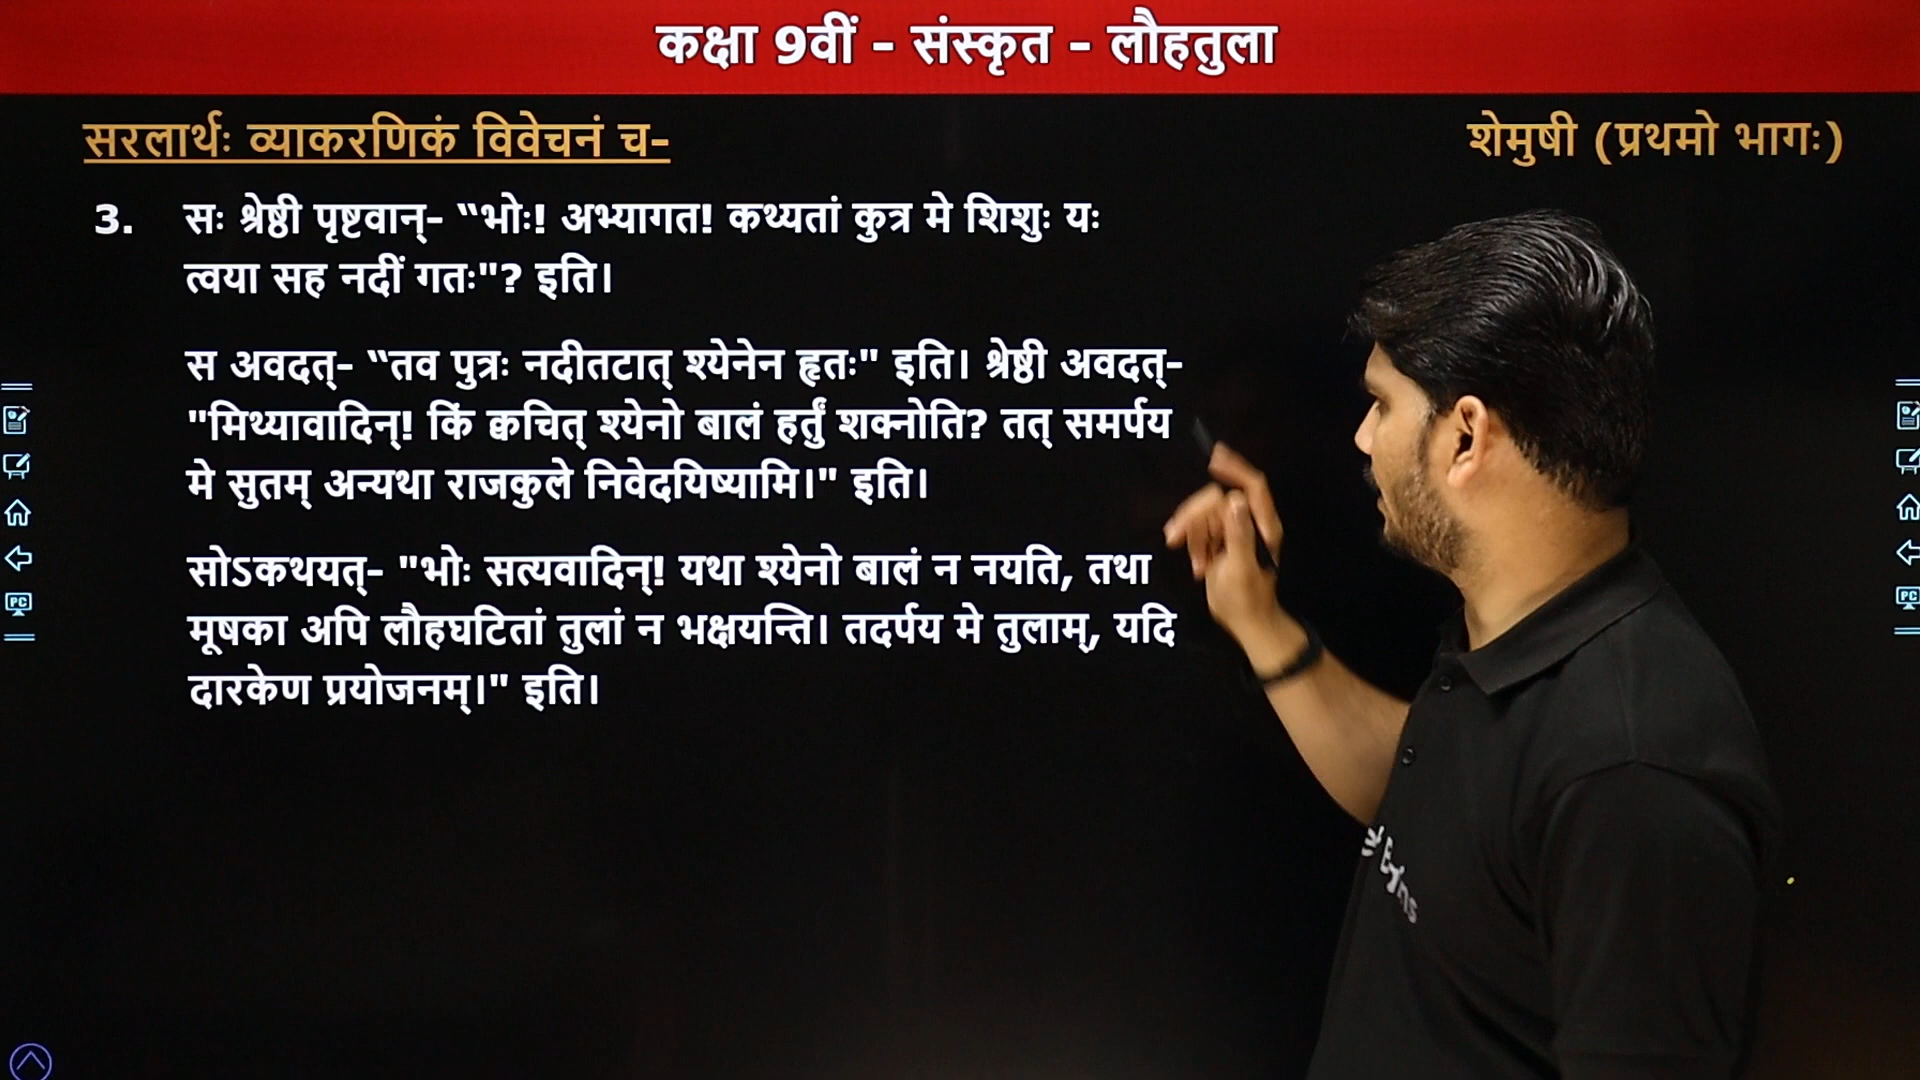 कक्षा 9वीं - संस्कृत - लौहतुला
सरलार्थः व्याकरणिकं विवेचनं च-
शेमुषी (प्रथमो भागः)
3. सः श्रेष्ठी पृष्टवान्- “भोः! अभ्यागत! कथ्यतां कुत्र मे शिशुः यः
त्वया सह नदीं गतः"? इति।
स अवदत्- “तव पुत्रः नदीतटात् श्येनेन हृतः" इति। श्रेष्ठी अवदत्-
"मिथ्यावादिन्! किं क्वचित् श्येनो बालं हर्तुं शक्नोति? तत् समर्पय
मे सुतम् अन्यथा राजकुले निवेदयिष्यामि।" इति।
सोऽकथयत्- "भोः सत्यवादिन्! यथा श्येनो बालं न नयति, तथा
मूषका अपि लौहघटितां तुलां न भक्षयन्ति। तदर्पय मे तुलाम्, यदि
दारकेण प्रयोजनम्।" इति।
PC
PC